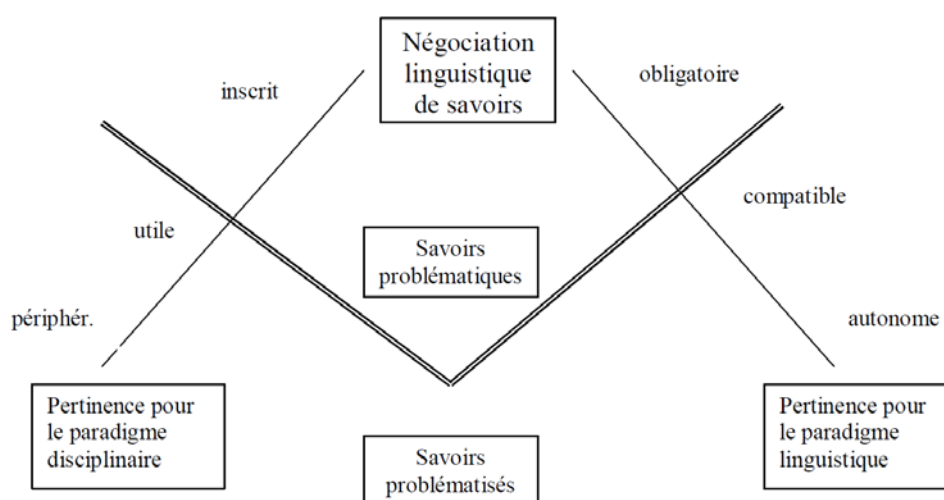 Négociation
linguistique
de savoirs
inscrit
obligatoire
utile
compatible
Savoirs
problématiques
périphér.
autonome
Pertinence pour
le paradigme
disciplinaire
Pertinence pour
le paradigme
linguistique
Savoirs
problématisés